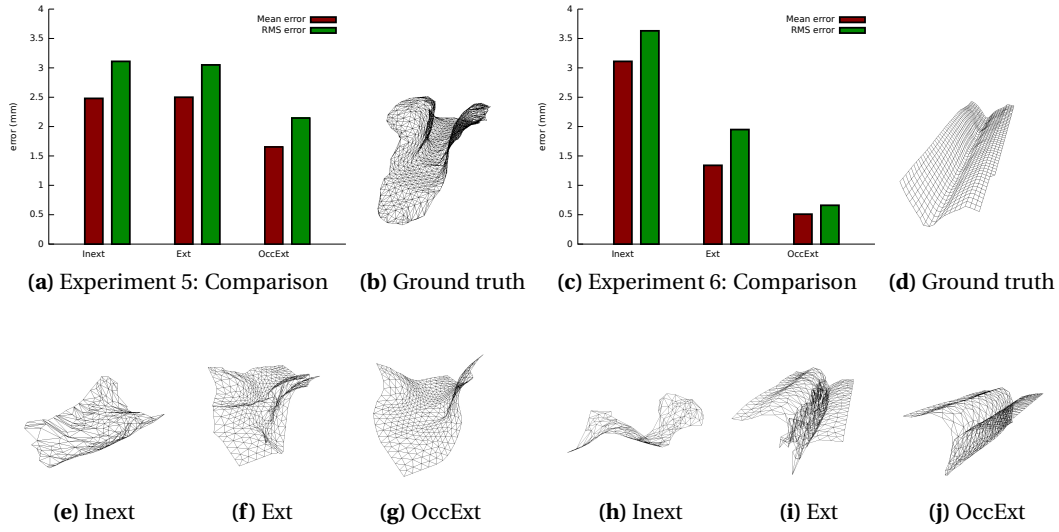 4
3.5
3
2.5
2
1.5
1
0.5
0
error (mm)
Mean error
RMS error
Inext
Ext
OccExt
(a) Experiment 5: Comparison
(b) Ground truth
4
3.5
3
2.5
2
1.5
1
0.5
0
error (mm)
Mean error
RMS error
Inext
Ext
OccExt
(c) Experiment 6: Comparison
(d) Ground truth
(e) Inext
(f) Ext
(g) OccExt
(h) Inext
(i) Ext
(j) OccExt